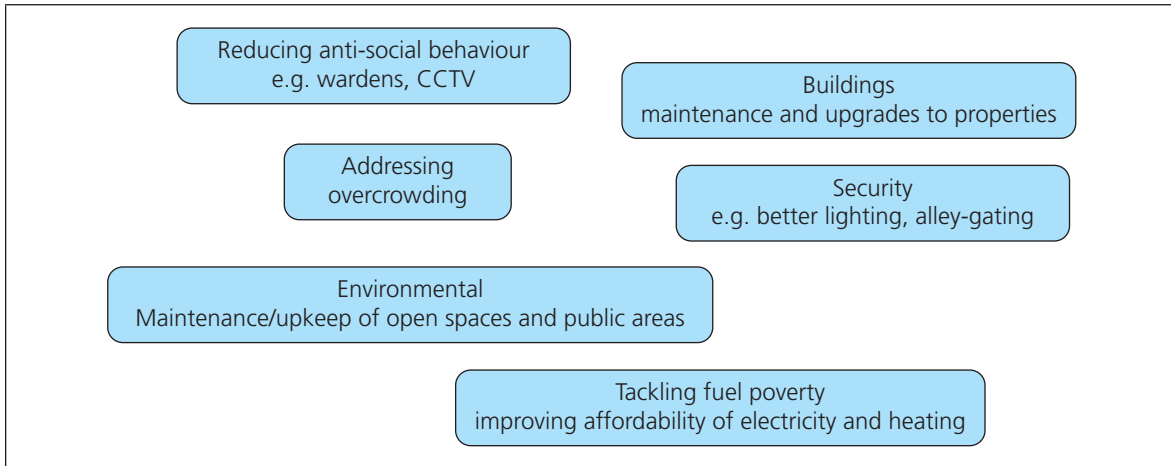 Reducing anti-social behaviour
e.g. wardens, CCTV
Buildings
maintenance and upgrades to properties
Addressing
overcrowding
Security
e.g. better lighting, alley-gating
Environmental
Maintenance/upkeep of open spaces and public areas
Tackling fuel poverty
improving affordability of electricity and heating